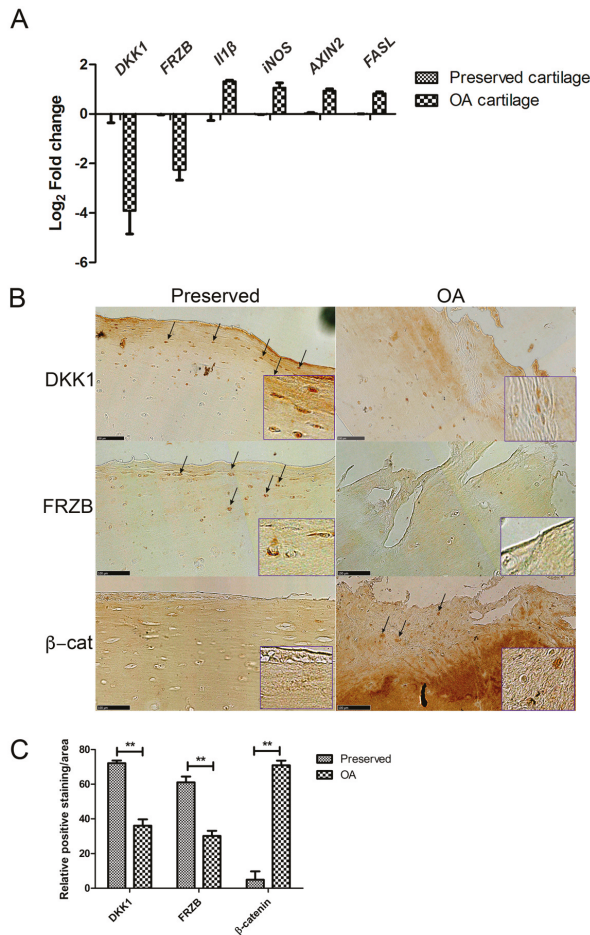 A
DKK1 FRZB Il1β iNOS AXIN2 FASL
Preserved cartilage
OA cartilage
2
0
-2
-4
-6
Log2 Fold change
B
Preserved OA
DKK1
FRZB
β-cat
C
Relative positive staining/area
80
60
40
20
0
** ** **
Preserved
OA
DKK1 FRZB β-catenin